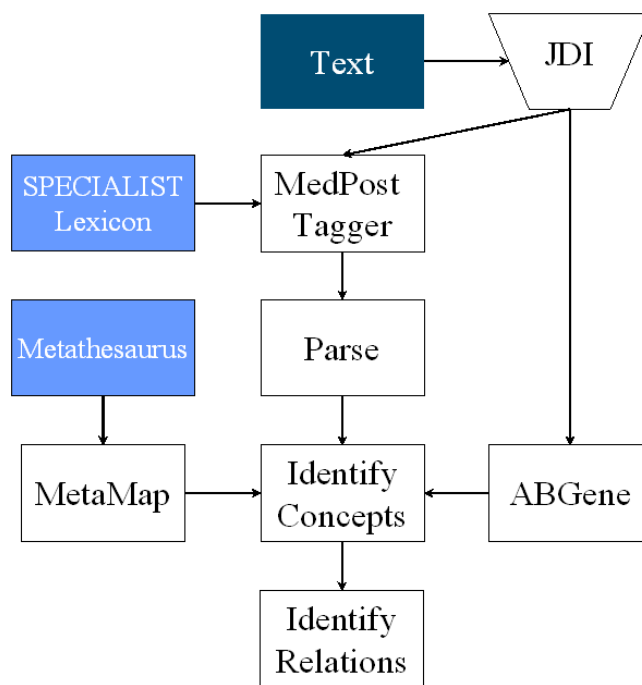 Text
JDI
SPECIALIST
Lexicon
MedPost
Tagger
Metathesaurus
Parse
MetaMap
Identify
Concepts
ABGene
Identify
Relations